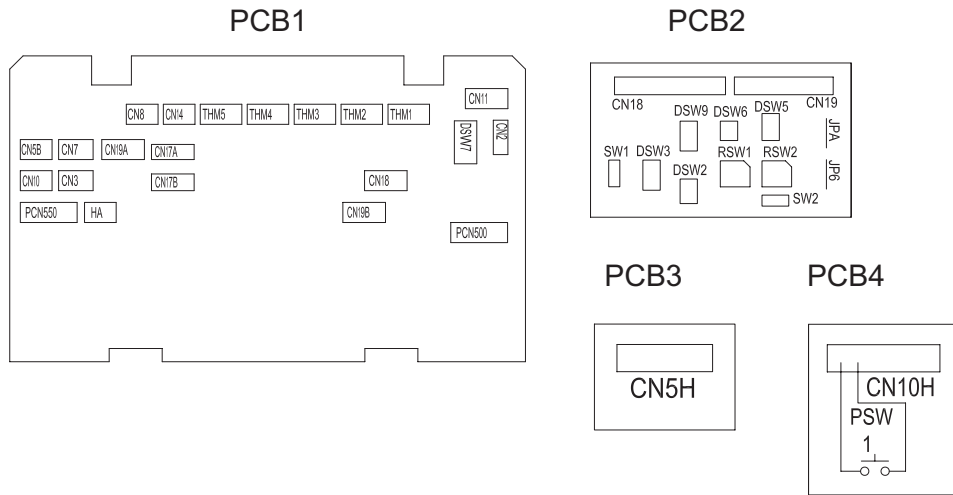 PCB1
CN11
CN8 CN14 THM5 THM4 THM3 THM2 THM1
DSW7
CN2
CN5B CN7 CN19A CN17A
CN10 CN3 CN17B CN18
PCN550 HA CN19B
PCN500
PCB2
CN18 CN19
DSW9 DSW6 DSW5
JPA
SW1 DSW3 DSW2 RSW1 RSW2
JP6
SW2
PCB3
CN5H
PCB4
CN10H
PSW
1